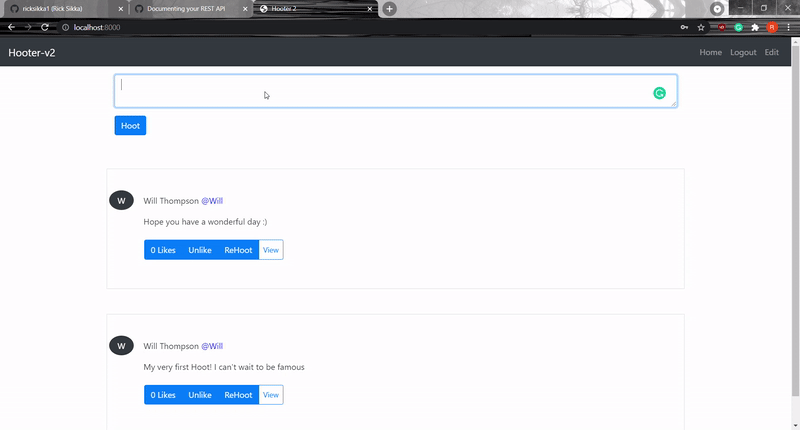 ricksikka1 (Rick Sikka)
Documenting your REST API
Hooter 2
localhost:8000
R
Hooter-v2
Home Logout Edit
Hoot
W
Will Thompson @Will
Hope you have a wonderful day :)
0 Likes Unlike ReHoot View
W
Will Thompson @Will
My very first Hoot! I can't wait to be famous
0 Likes Unlike ReHoot View